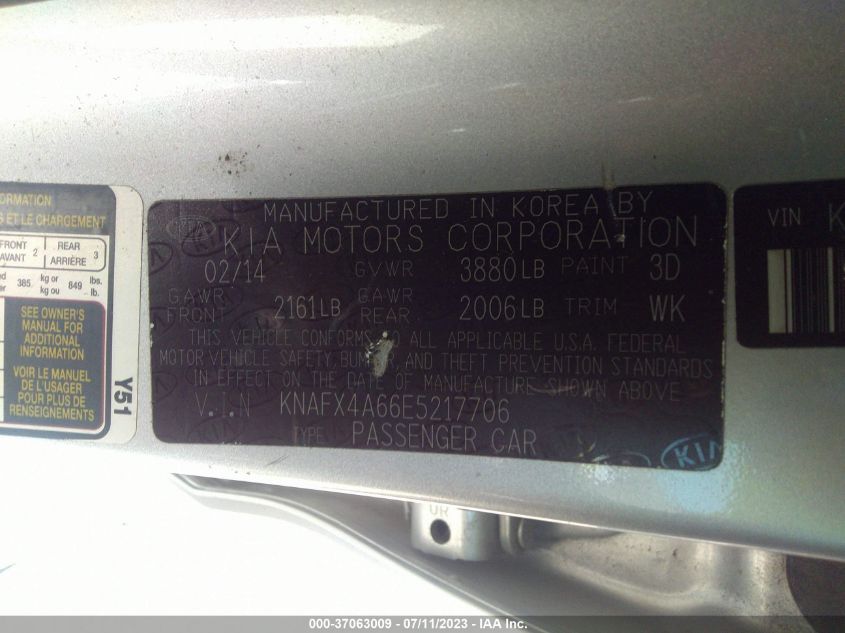 ORMATION
S ET LE CHARGEMENT
FRONT
AVANT 2
REAR
ARRIÈRE 3
385 kg or
kg ou 849 lbs.
lb.
SEE OWNER'S
MANUAL FOR
ADDITIONAL
INFORMATION
VOIR LE MANUEL
DE L'USAGER
POUR PLUS DE
RENSEIGNEMENTS
Y51
MANUFACTURED IN KOREA BY
KIA MOTORS CORPORATION
02/14 GVWR 3880LB PAINT 3D
GAWR
FRONT 2161LB GAWR
REAR. 2006LB TRIM WK
THIS VEHICLE CONFORMS TO ALL APPLICABLE U.S.A. FEDERAL
MOTOR VEHICLE SAFETY, BUMPER, AND THEFT PREVENTION STANDARDS
IN EFFECT ON THE DATE OF MANUFACTURE SHOWN ABOVE
V.I.N KNAFX4A66E5217706
TYPE PASSENGER CAR
KIA
VIN K
UR
000-37063009 - 07/11/2023 - IAA Inc.